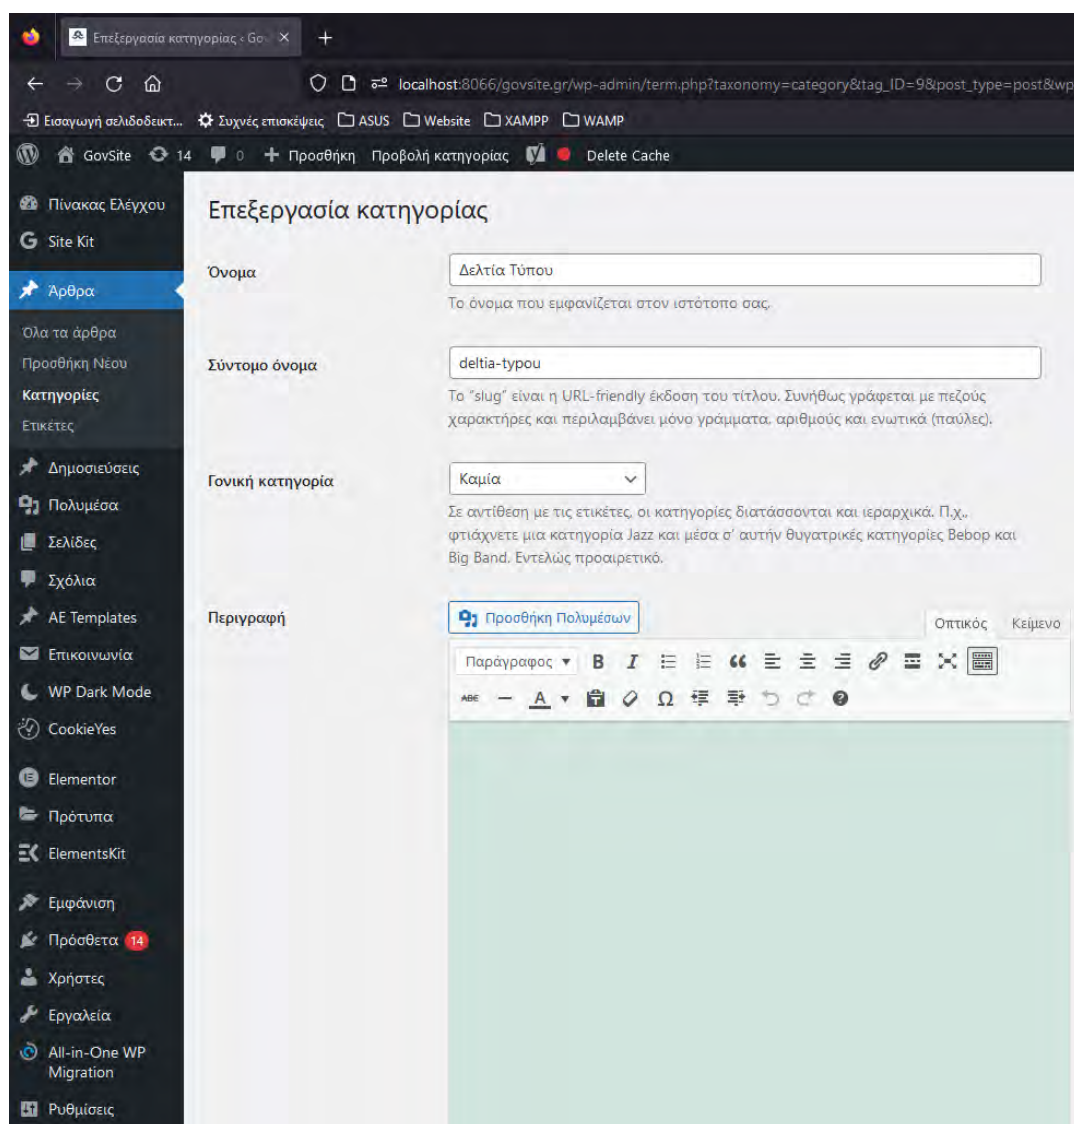 Επεξεργασία κατηγορίας ‹ Go
localhost:8066/govsite.gr/wp-admin/term.php?taxonomy=category&tag_ID=9&post_type=post&wp
Εισαγωγή σελιδοδεικτ... Συχνές επισκέψεις ASUS Website XAMPP WAMP
GovSite 14 0 + Προσθήκη Προβολή κατηγορίας Delete Cache
Πίνακας Ελέγχου
Site Kit
Άρθρα
Όλα τα άρθρα
Προσθήκη Νέου
Κατηγορίες
Ετικέτες
Δημοσιεύσεις
Πολυμέσα
Σελίδες
Σχόλια
AE Templates
Επικοινωνία
WP Dark Mode
CookieYes
Elementor
Πρότυπα
ElementsKit
Εμφάνιση
Πρόσθετα 14
Χρήστες
Εργαλεία
All-in-One WP
Migration
Ρυθμίσεις
Επεξεργασία κατηγορίας
Όνομα
Δελτία Τύπου
Το όνομα που εμφανίζεται στον ιστότοπο σας.
Σύντομο όνομα
deltia-typou
Το “slug” είναι η URL-friendly έκδοση του τίτλου. Συνήθως γράφεται με πεζούς
χαρακτήρες και περιλαμβάνει μόνο γράμματα, αριθμούς και ενωτικά (παύλες).
Γονική κατηγορία
Καμία
Σε αντίθεση με τις ετικέτες, οι κατηγορίες διατάσσονται και ιεραρχικά. Π.χ.,
φτιάχνετε μια κατηγορία Jazz και μέσα σ' αυτήν θυγατρικές κατηγορίες Bebop και
Big Band. Εντελώς προαιρετικό.
Περιγραφή
Προσθήκη Πολυμέσων
Οπτικός Κείμενο
Παράγραφος B I
ABE A Ω